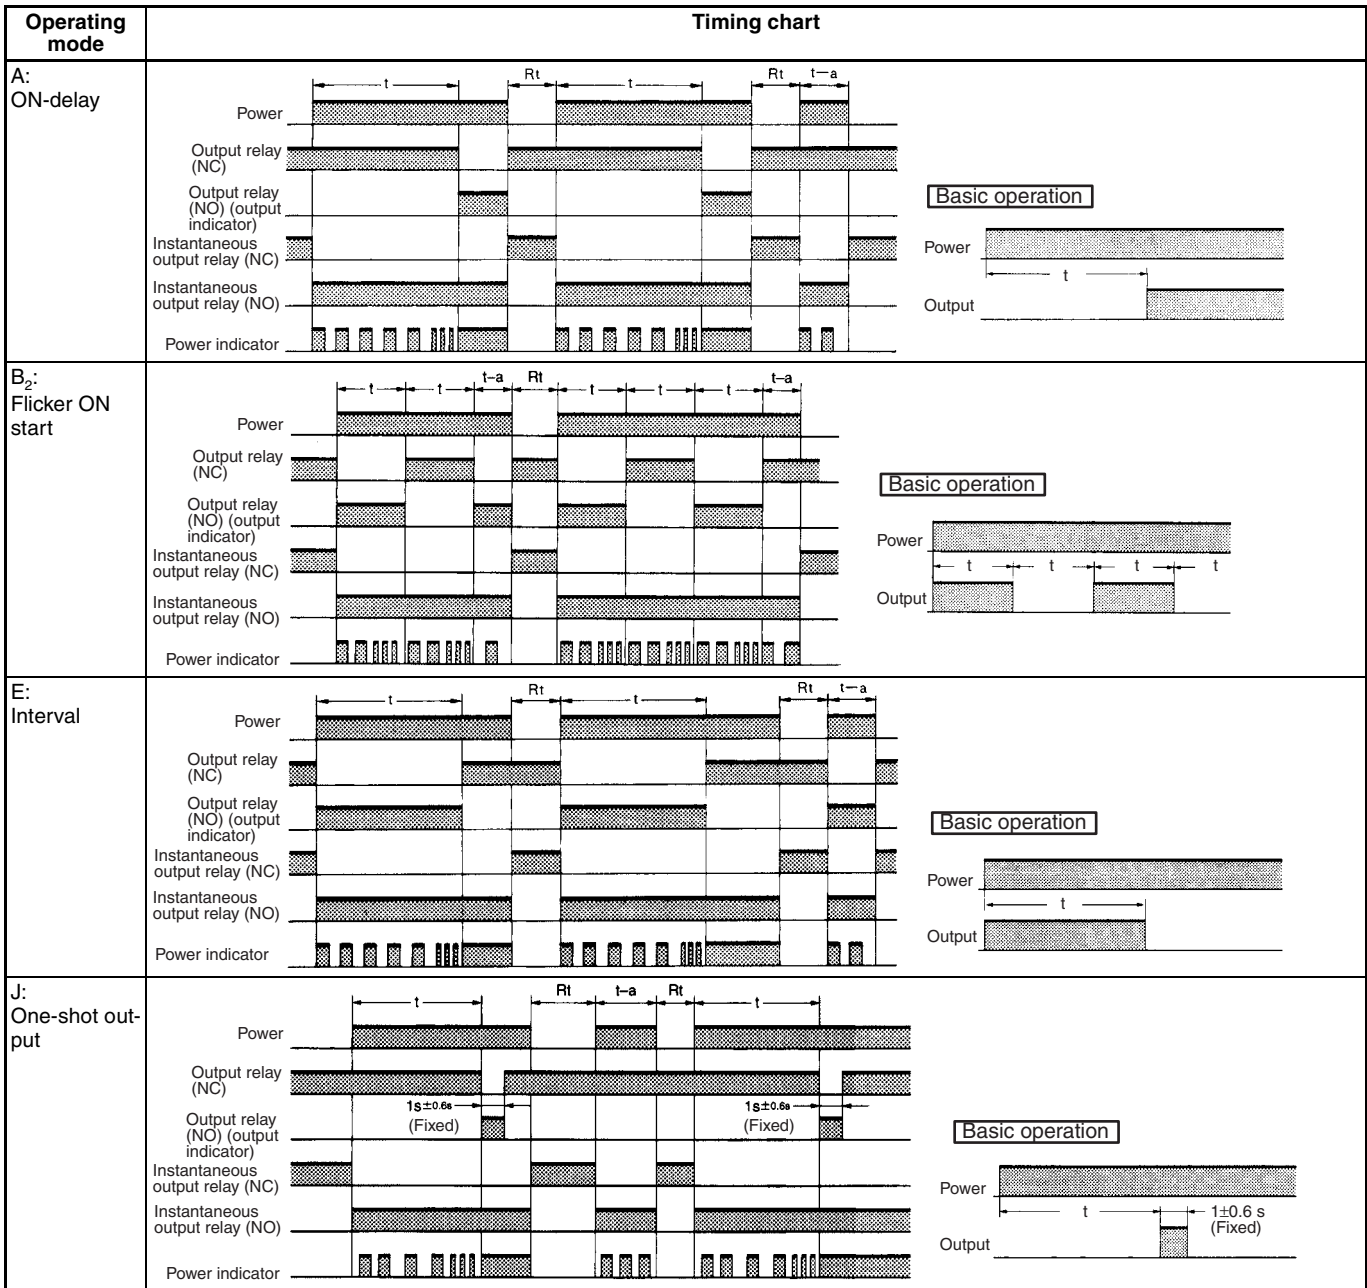 Operating
mode
Timing chart
A:
ON-delay
t
Rt
t
Rt
t−a
Power
Output relay
(NC)
Output relay
(NO) (output
indicator)
Instantaneous
output relay (NC)
Instantaneous
output relay (NO)
Power indicator
Basic operation
Power
t
Output
B2:
Flicker ON
start
t
t
t−a
Rt
t
t
t
t−a
Power
Output relay
(NC)
Output relay
(NO) (output
indicator)
Instantaneous
output relay (NC)
Instantaneous
output relay (NO)
Power indicator
Basic operation
Power
t
t
t
t
Output
E:
Interval
t
Rt
t
Rt
t−a
Power
Output relay
(NC)
Output relay
(NO) (output
indicator)
Instantaneous
output relay (NC)
Instantaneous
output relay (NO)
Power indicator
Basic operation
Power
t
Output
J:
One-shot out-
put
t
Rt
t−a
Rt
t
Power
Output relay
(NC)
1s±0.6s
(Fixed)
1s±0.6s
(Fixed)
Output relay
(NO) (output
indicator)
Instantaneous
output relay (NC)
Instantaneous
output relay (NO)
Power indicator
Basic operation
Power
t
1±0.6 s
(Fixed)
Output